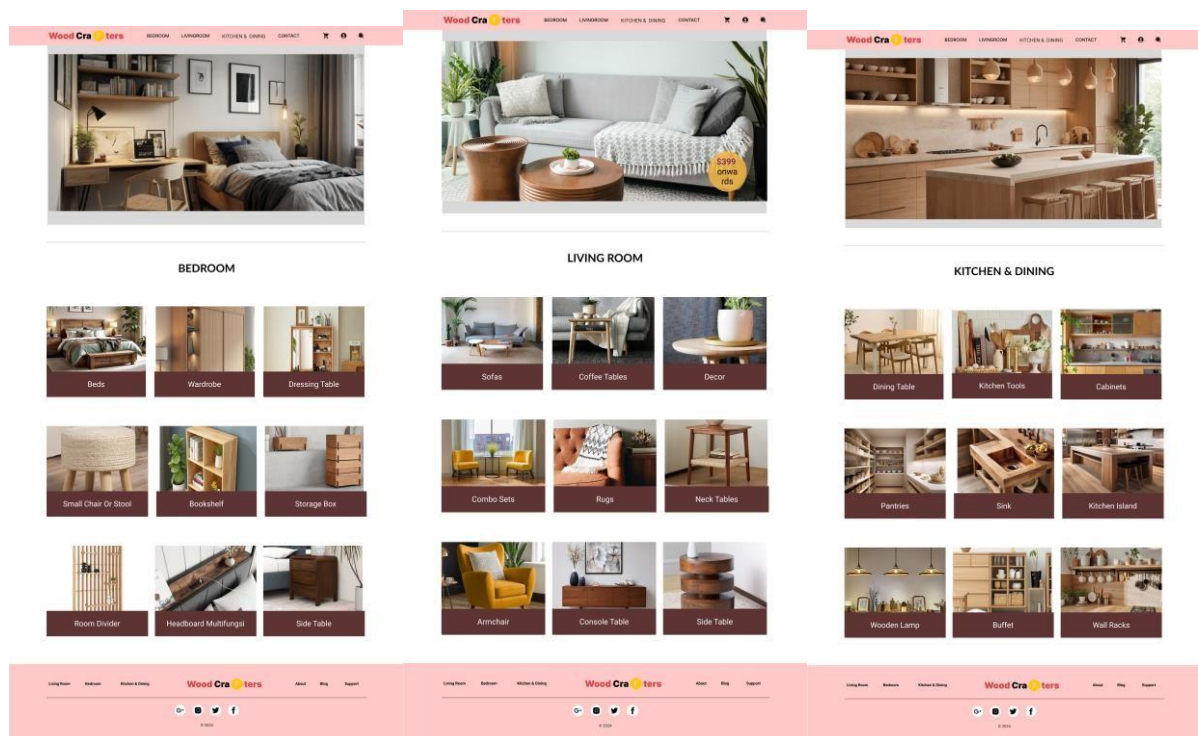 Wood Cra f ters
BEDROOM LIVINGROOM KITCHEN & DINING CONTACT
BEDROOM
Beds Wardrobe Dressing Table
Small Chair Or Stool Bookshelf Storage Box
Room Divider Headboard Multifungsi Side Table
Living Room Bedroom Kitchen & Dining Wood Cra f ters About Blog Support
G+ f
© 2024
Wood Cra f ters
BEDROOM LIVINGROOM KITCHEN & DINING CONTACT
$399
onwa
rds
LIVING ROOM
Sofas Coffee Tables Decor
Combo Sets Rugs Neck Tables
Armchair Console Table Side Table
Living Room Bedroom Kitchen & Dining Wood Cra f ters About Blog Support
G+ f
© 2024
Wood Cra f ters
BEDROOM LIVINGROOM KITCHEN & DINING CONTACT
KITCHEN & DINING
Dining Table Kitchen Tools Cabinets
Pantries Sink Kitchen Island
Wooden Lamp Buffet Wall Racks
Living Room Bedroom Kitchen & Dining Wood Cra f ters About Blog Support
G+ f
© 2024